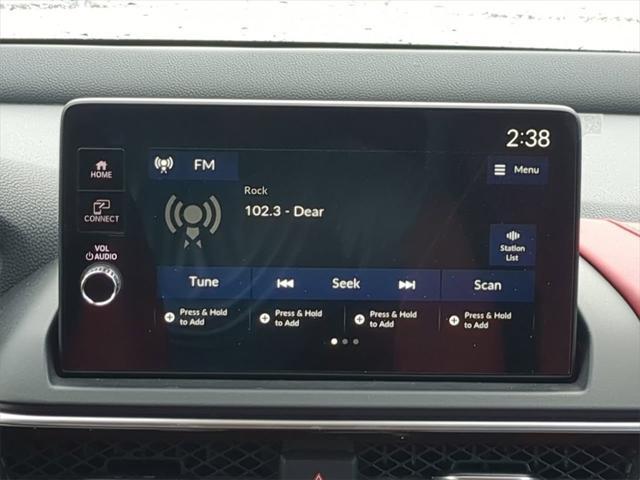 2:38
FM
Menu
HOME
Rock
102.3 - Dear
CONNECT
VOL
AUDIO
Station
List
Tune
Seek
Scan
Press & Hold
to Add
Press & Hold
to Add
Press & Hold
to Add
Press & Hold
to Add